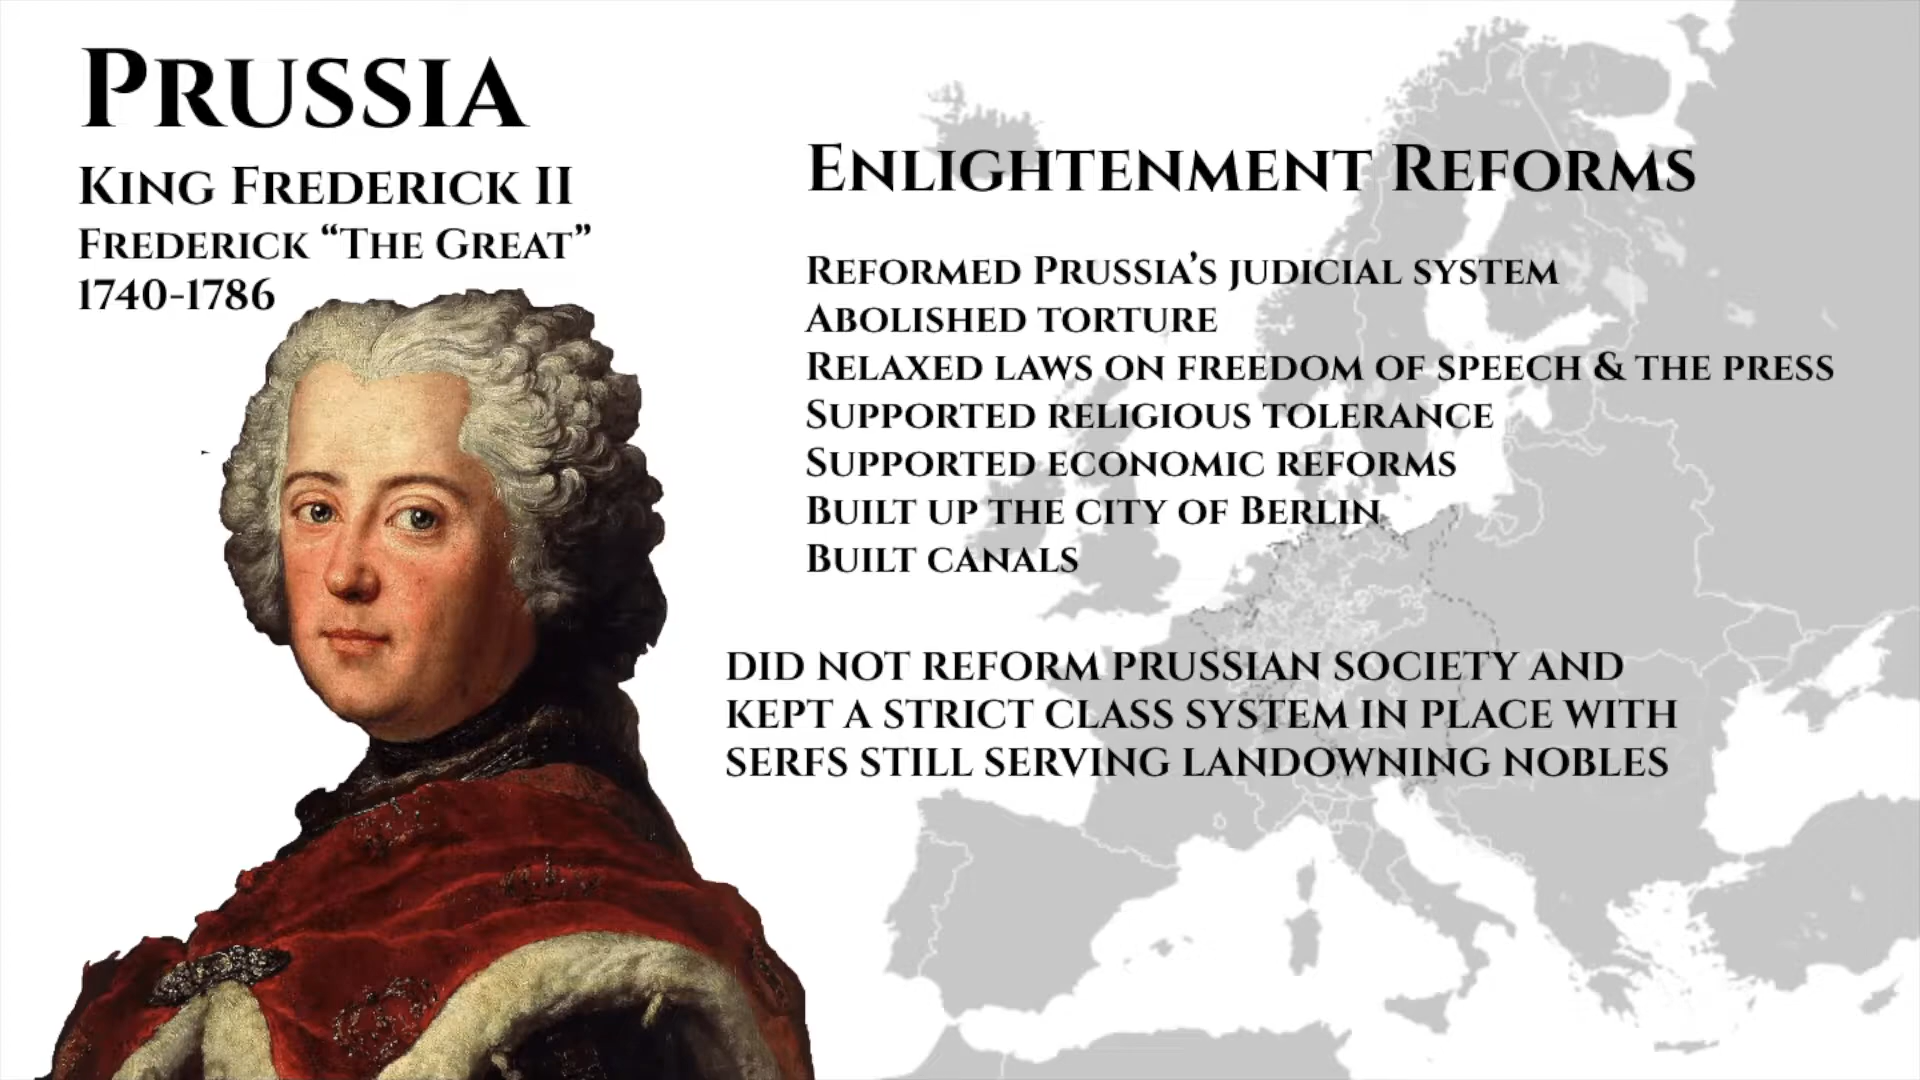 PRUSSIA
KING FREDERICK II
FREDERICK “THE GREAT”
1740-1786
ENLIGHTENMENT REFORMS
REFORMED PRUSSIA’S JUDICIAL SYSTEM
ABOLISHED TORTURE
RELAXED LAWS ON FREEDOM OF SPEECH & THE PRESS
SUPPORTED RELIGIOUS TOLERANCE
SUPPORTED ECONOMIC REFORMS
BUILT UP THE CITY OF BERLIN
BUILT CANALS
DID NOT REFORM PRUSSIAN SOCIETY AND
KEPT A STRICT CLASS SYSTEM IN PLACE WITH
SERFS STILL SERVING LANDOWNING NOBLES